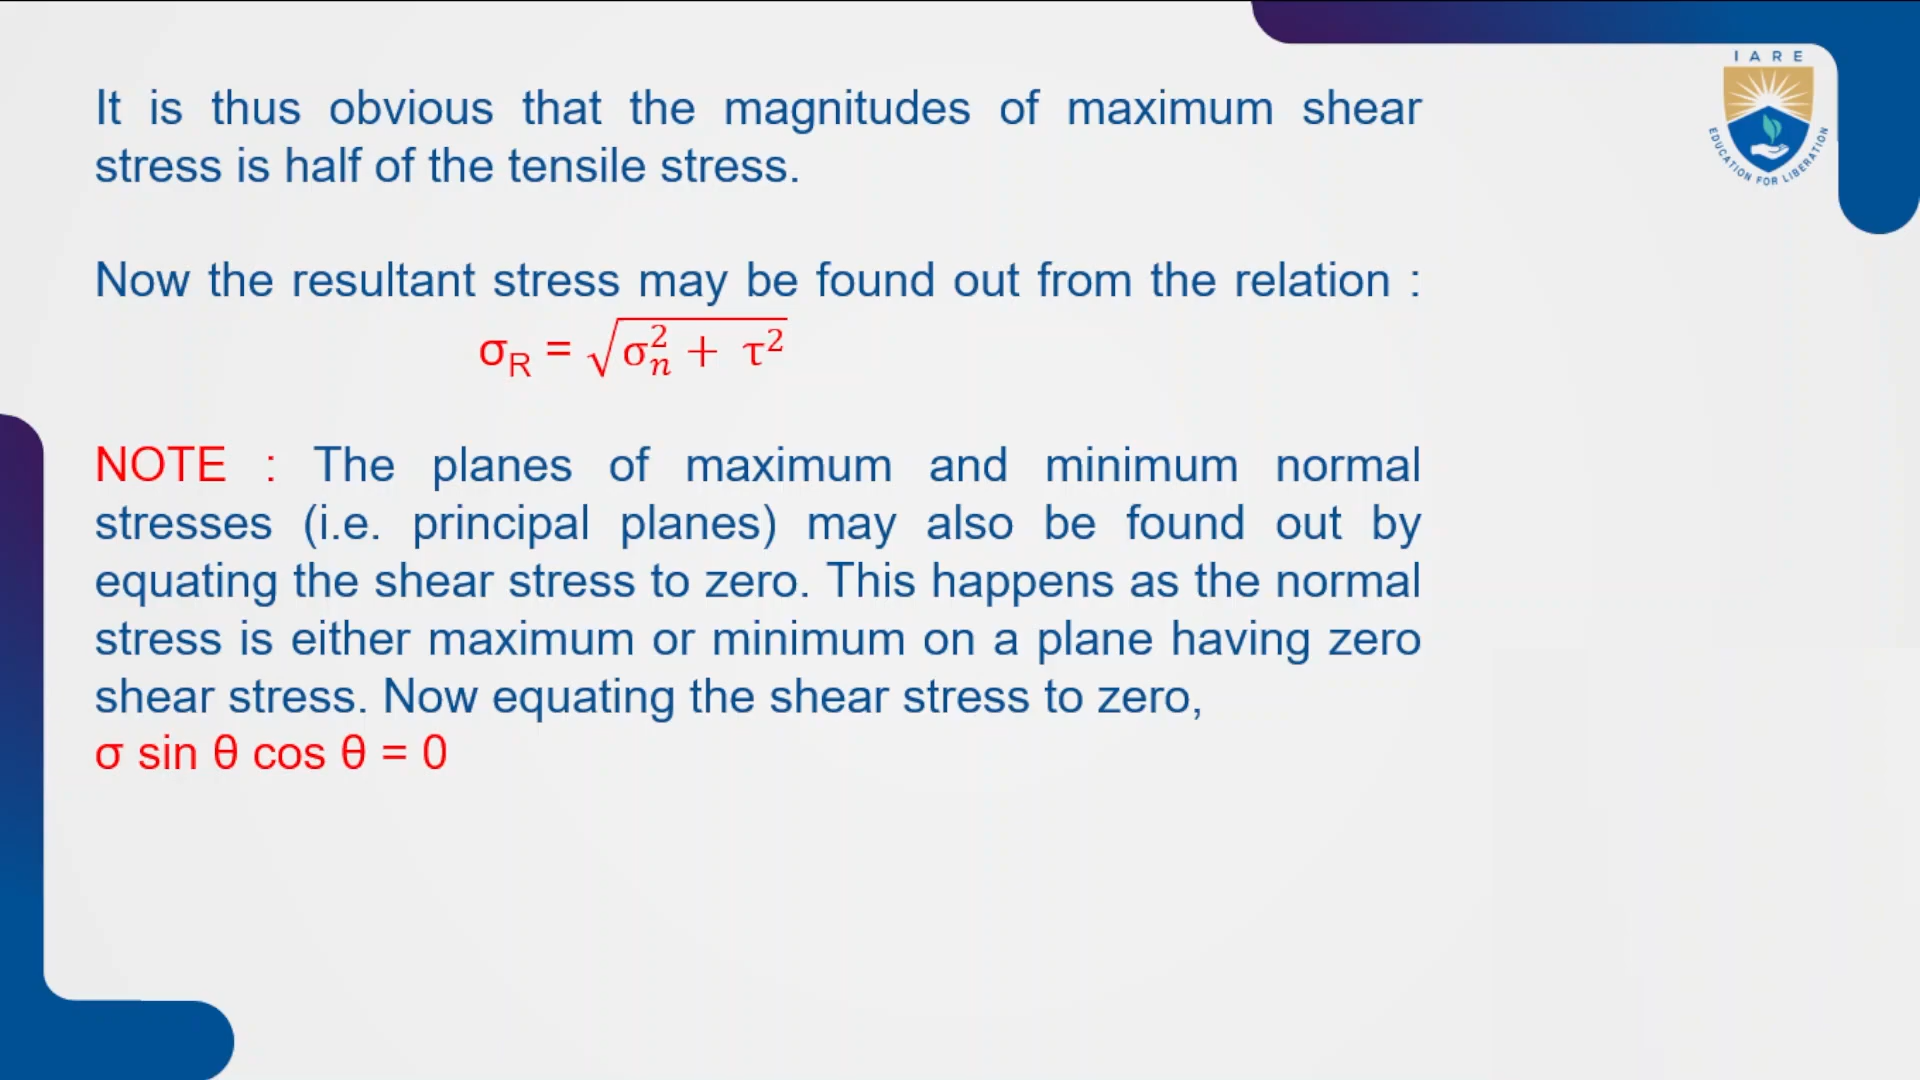 IARE
EDUCATION FOR LIBERATION
It is thus obvious that the magnitudes of maximum shear
stress is half of the tensile stress.
Now the resultant stress may be found out from the relation :
σ_R = √(σ_n^2 + τ^2)
NOTE : The planes of maximum and minimum normal
stresses (i.e. principal planes) may also be found out by
equating the shear stress to zero. This happens as the normal
stress is either maximum or minimum on a plane having zero
shear stress. Now equating the shear stress to zero,
σ sin θ cos θ = 0